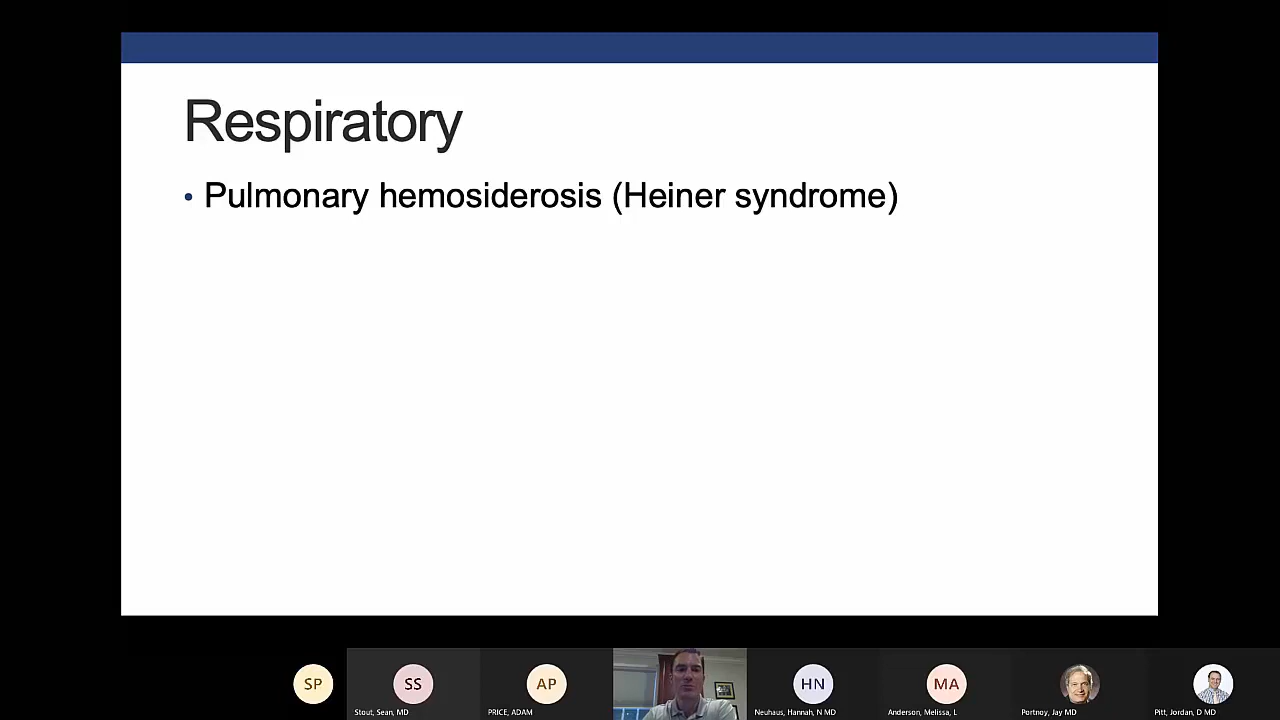 Respiratory
• Pulmonary hemosiderosis (Heiner syndrome)
SP
SS
AP
HN
MA
Stout, Sean, MD
PRICE, ADAM
Neuhaus, Hannah, N MD
Anderson, Melissa, L
Portnoy, Jay MD
Pitt, Jordan, D MD